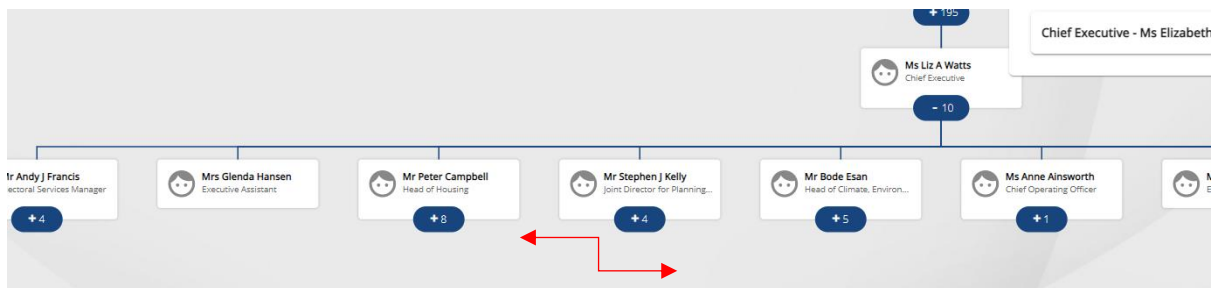 + 195
Chief Executive - Ms Elizabeth
Ms Liz A Watts
Chief Executive
- 10
Andy J Francis
Services Manager
+ 4
Mrs Glenda Hansen
Executive Assistant
Mr Peter Campbell
Head of Housing
+ 8
Mr Stephen J Kelly
Joint Director for Planning...
+ 4
Mr Bode Esan
Head of Climate, Environ...
+ 5
Ms Anne Ainsworth
Chief Operating Officer
+ 1